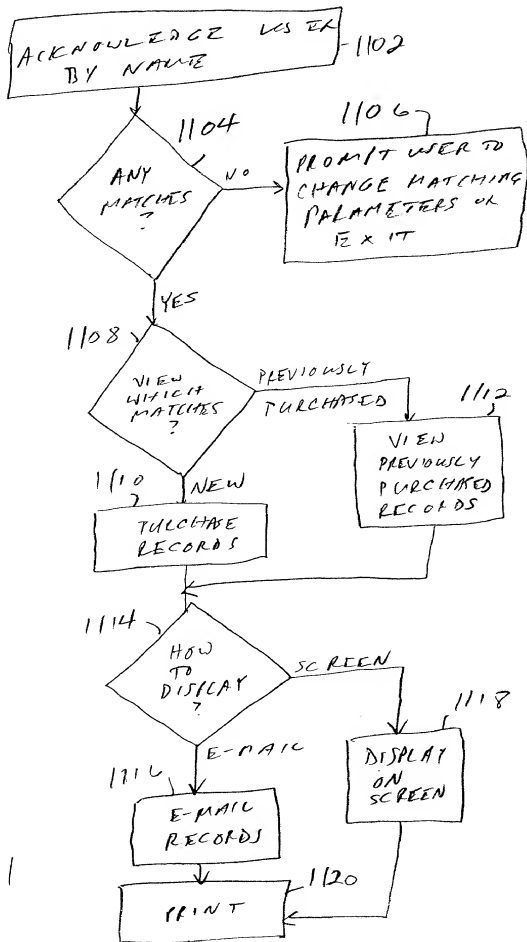 ACKNOWLEDGE USER
BY NAME
1102
1104
ANY
MATCHES
?
NO
1106
PROMPT USER TO
CHANGE MATCHING
PARAMETERS OR
EXIT
YES
1108
VIEW
WHICH
MATCHES
?
PREVIOUSLY
PURCHASED
1112
VIEW
PREVIOUSLY
PURCHASED
RECORDS
NEW
1110
PURCHASE
RECORDS
1114
HOW
TO
DISPLAY
?
SCREEN
1118
DISPLAY
ON
SCREEN
E-MAIL
1116
E-MAIL
RECORDS
1120
PRINT